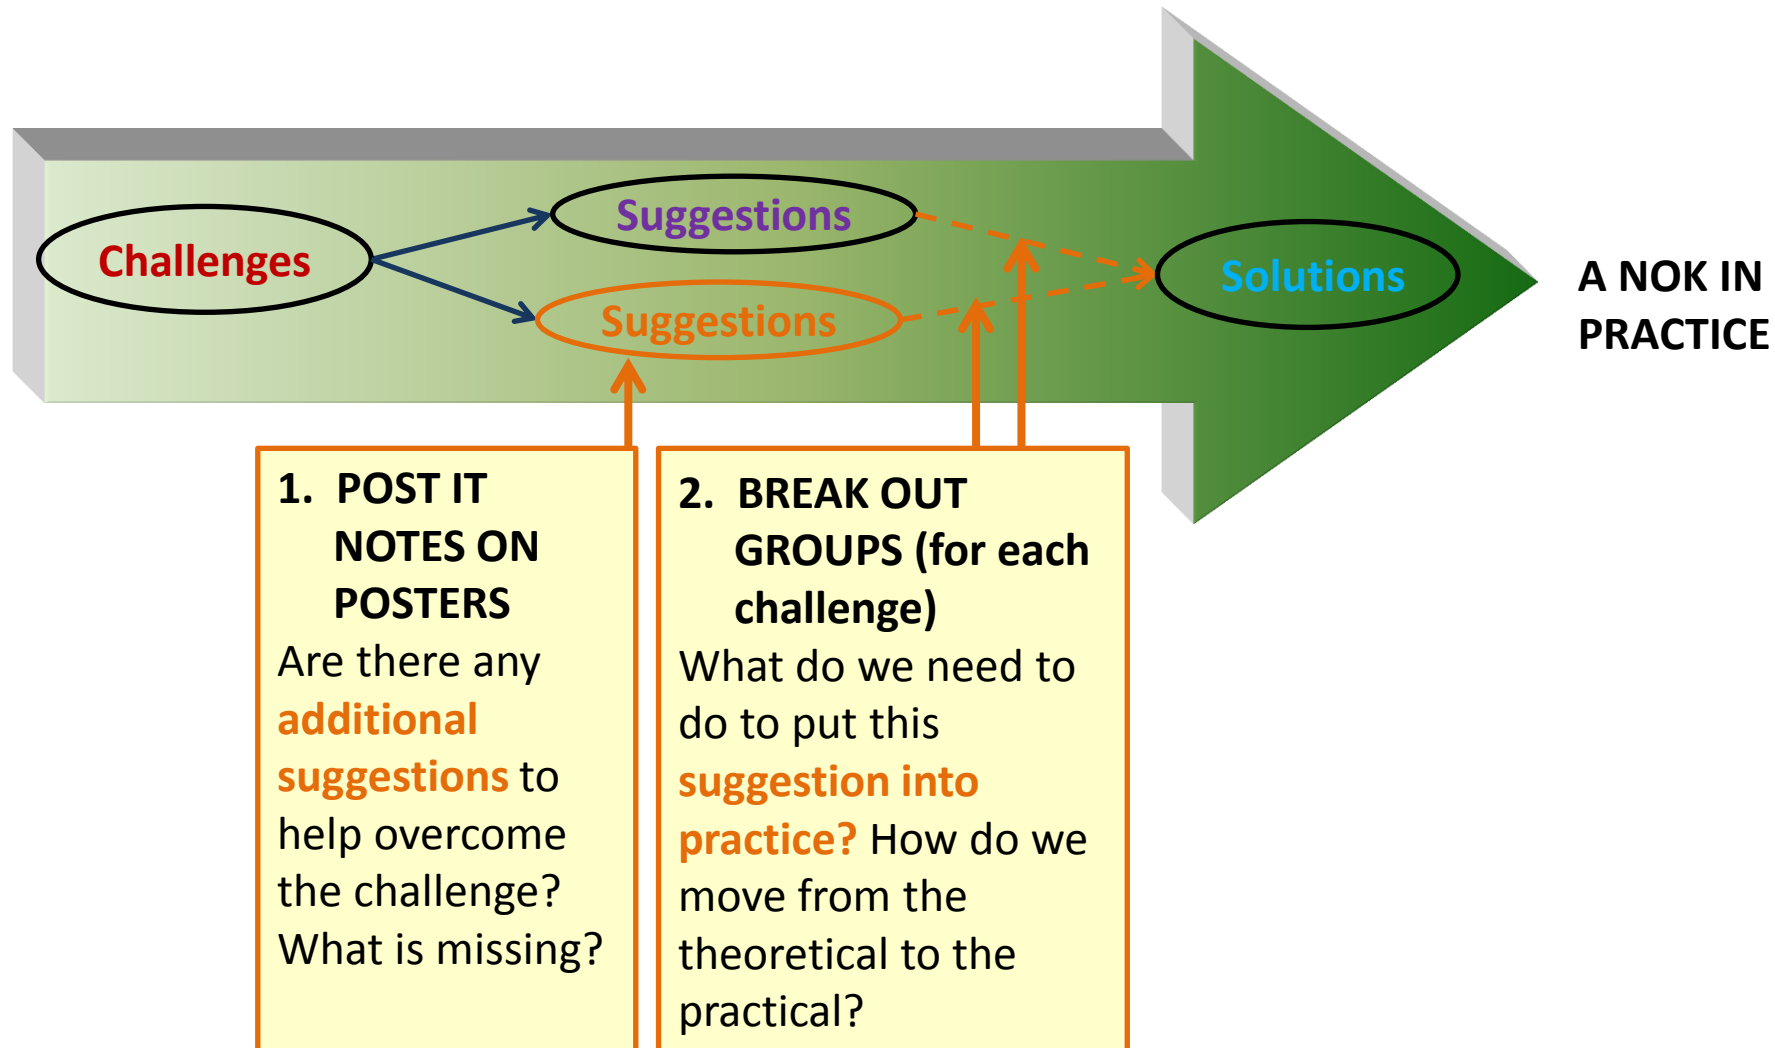 Challenges
Suggestions
Suggestions
Solutions
A NOK IN
PRACTICE
1. POST IT
NOTES ON
POSTERS
Are there any
additional
suggestions to
help overcome
the challenge?
What is missing?
2. BREAK OUT
GROUPS (for each
challenge)
What do we need to
do to put this
suggestion into
practice? How do we
move from the
theoretical to the
practical?